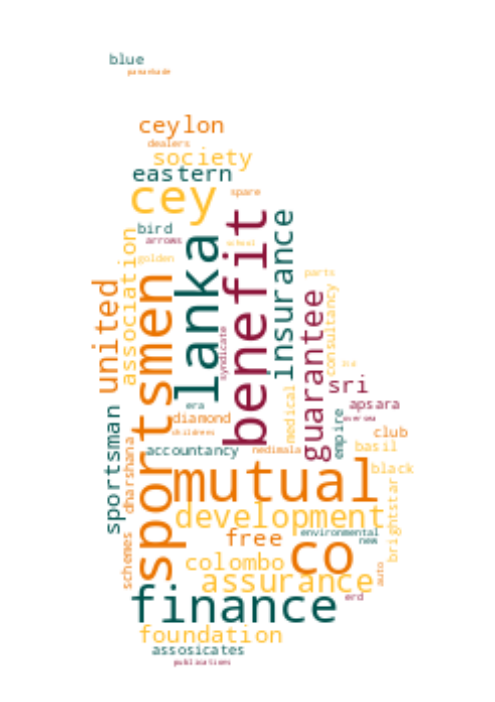 blue
ceylon
dealers
society
eastern
cey
spare
bird
arrows
school
golden
association
lanka
benefit
insurance
parts
united
sportsmen
guarantee
consultancy
syndicate
sri
era
diamond
childrens
medical
empire
apsara
club
basil
sportsman
dharshana
accountancy
nedimala
mutual
black
brightstar
development
environmental
new
free
co
schemes
colombo
assurance
auto
finance
erd
foundation
assosicates
publications